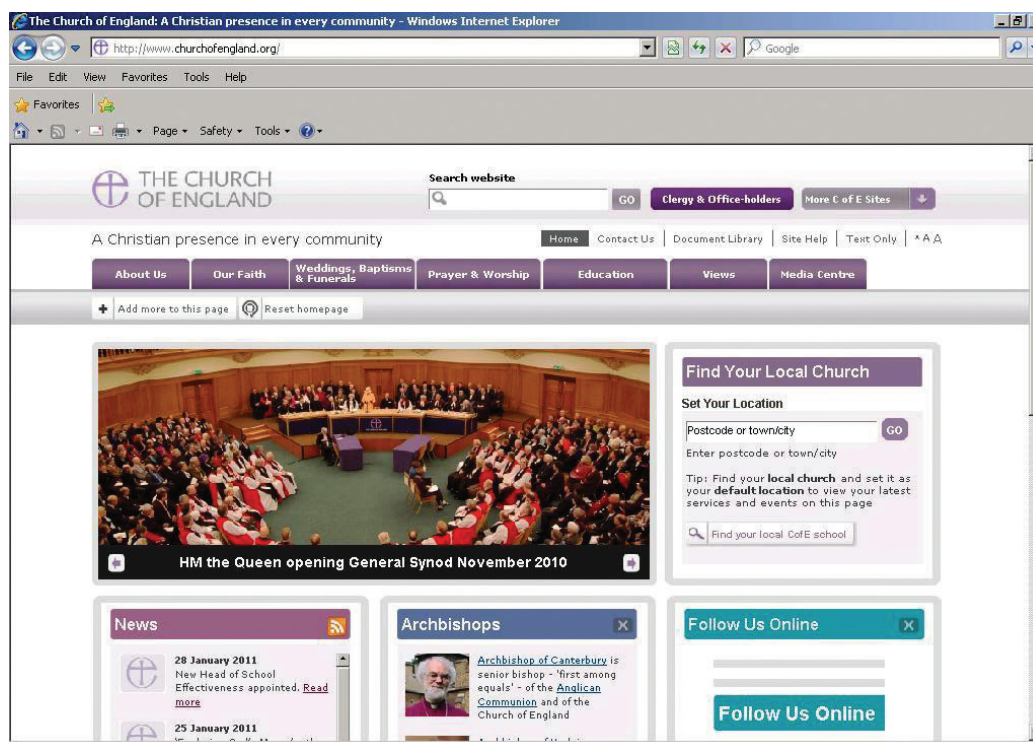 The Church of England: A Christian presence in every community - Windows Internet Explorer
http://www.churchofengland.org/
Google
File Edit View Favorites Tools Help
Favorites
Page Safety Tools
THE CHURCH
OF ENGLAND
Search website
GO
Clergy & Office-holders
More C of E Sites
A Christian presence in every community
Home Contact Us Document Library Site Help Text Only A A A
About Us
Our Faith
Weddings, Baptisms
& Funerals
Prayer & Worship
Education
Views
Media Centre
Add more to this page
Reset homepage
HM the Queen opening General Synod November 2010
Find Your Local Church
Set Your Location
Postcode or town/city
GO
Enter postcode or town/city
Tip: Find your local church and set it as
your default location to view your latest
services and events on this page
Find your local CofE school
News
28 January 2011
New Head of School
Effectiveness appointed. Read
more
25 January 2011
Archbishops
Archbishop of Canterbury is
senior bishop - 'first among
equals' - of the Anglican
Communion and of the
Church of England
Follow Us Online
Follow Us Online